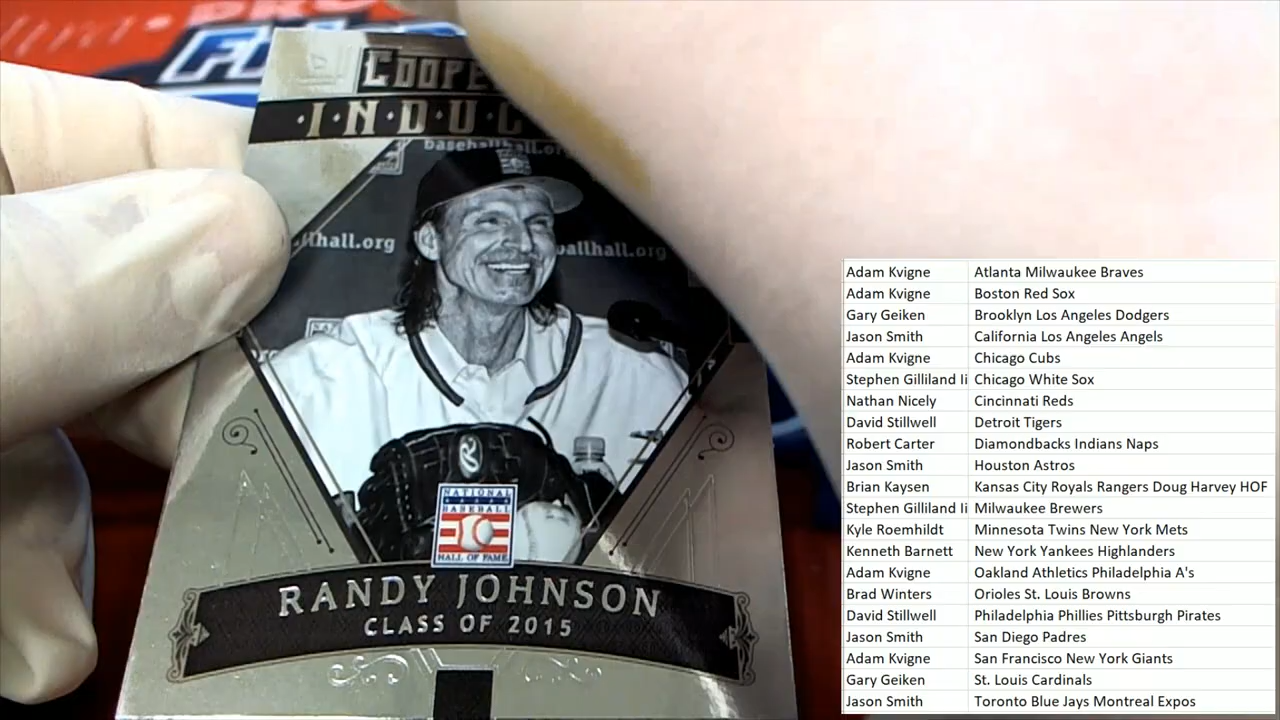 COOPE
·I·N·D·U·C
baseballhall.org
llhall.org
ballhall.org
NATIONAL
BASEBALL
HALL OF FAME
RANDY JOHNSON
CLASS OF 2015
Adam Kvigne Atlanta Milwaukee Braves
Adam Kvigne Boston Red Sox
Gary Geiken Brooklyn Los Angeles Dodgers
Jason Smith California Los Angeles Angels
Adam Kvigne Chicago Cubs
Stephen Gilliland Ii Chicago White Sox
Nathan Nicely Cincinnati Reds
David Stillwell Detroit Tigers
Robert Carter Diamondbacks Indians Naps
Jason Smith Houston Astros
Brian Kaysen Kansas City Royals Rangers Doug Harvey HOF
Stephen Gilliland Ii Milwaukee Brewers
Kyle Roemhildt Minnesota Twins New York Mets
Kenneth Barnett New York Yankees Highlanders
Adam Kvigne Oakland Athletics Philadelphia A's
Brad Winters Orioles St. Louis Browns
David Stillwell Philadelphia Phillies Pittsburgh Pirates
Jason Smith San Diego Padres
Adam Kvigne San Francisco New York Giants
Gary Geiken St. Louis Cardinals
Jason Smith Toronto Blue Jays Montreal Expos